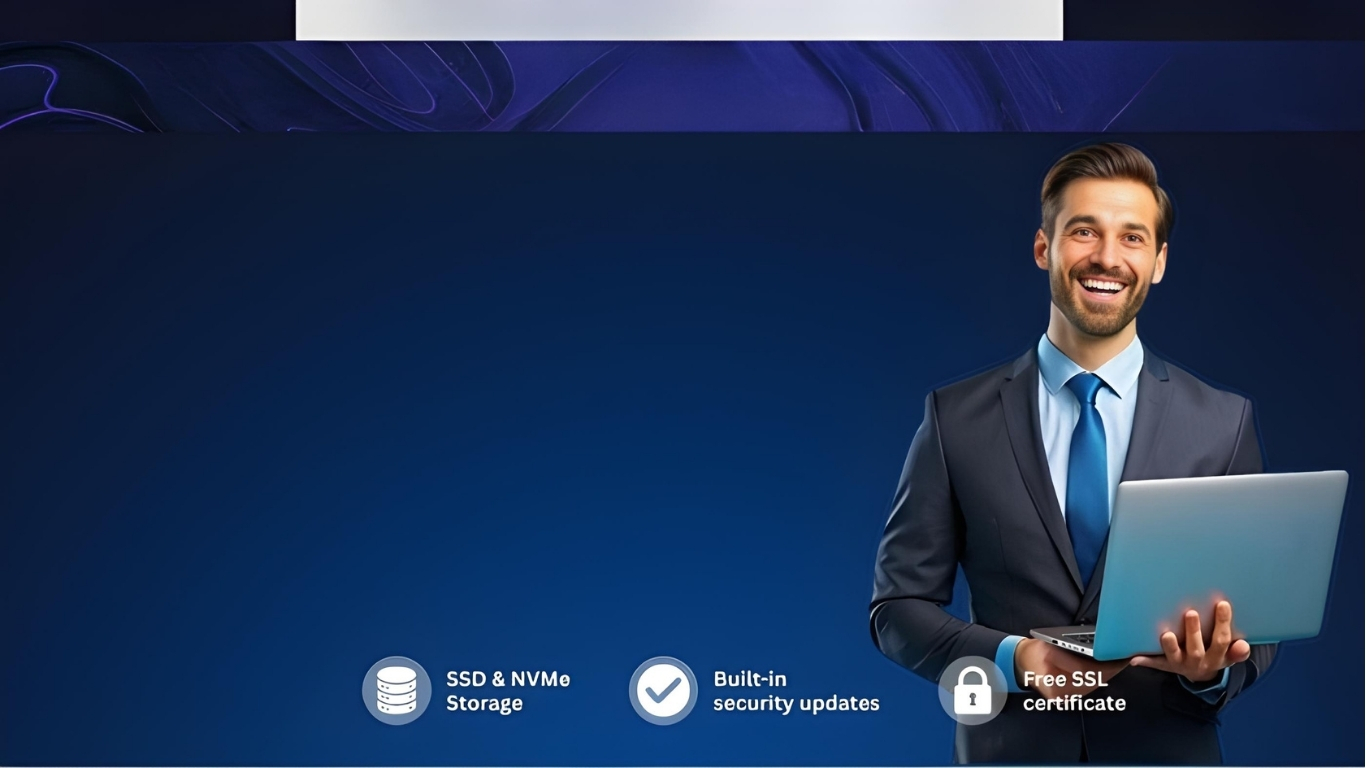 SSD & NVMe
Storage
Built-in
security updates
Free SSL
certificate